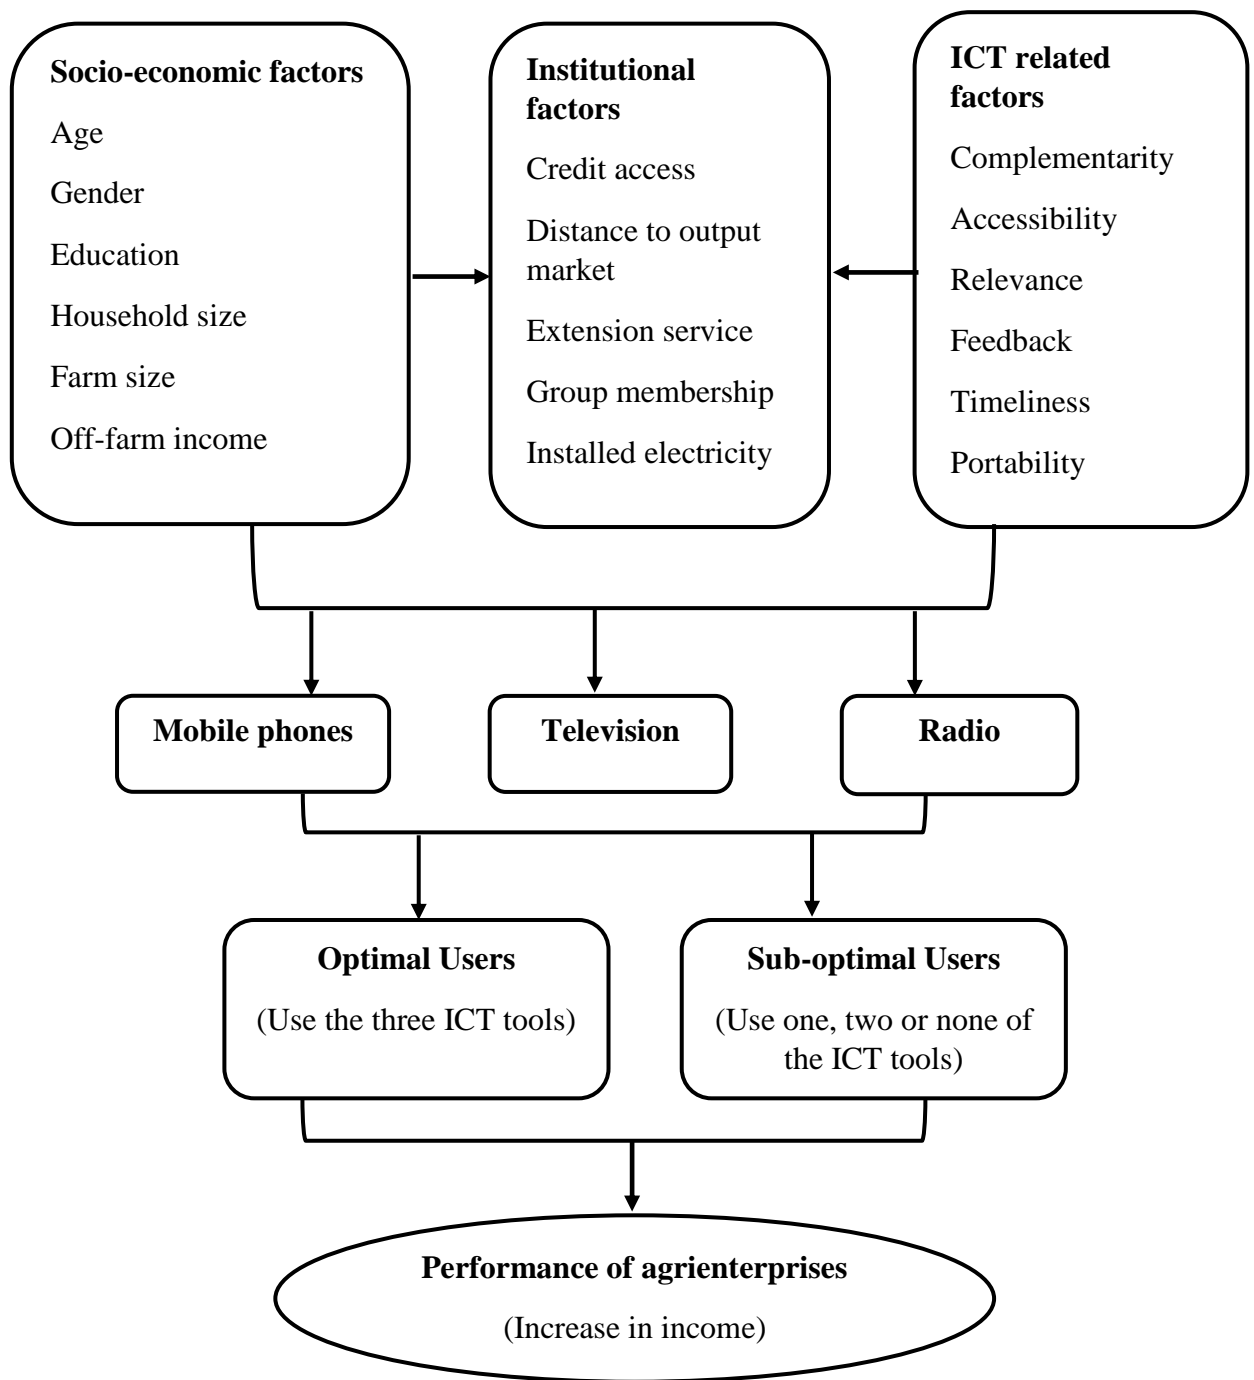 Socio-economic factors
Age
Gender
Education
Household size
Farm size
Off-farm income
Institutional
factors
Credit access
Distance to output
market
Extension service
Group membership
Installed electricity
ICT related
factors
Complementarity
Accessibility
Relevance
Feedback
Timeliness
Portability
Mobile phones
Television
Radio
Optimal Users
(Use the three ICT tools)
Sub-optimal Users
(Use one, two or none of
the ICT tools)
Performance of agrienterprises
(Increase in income)